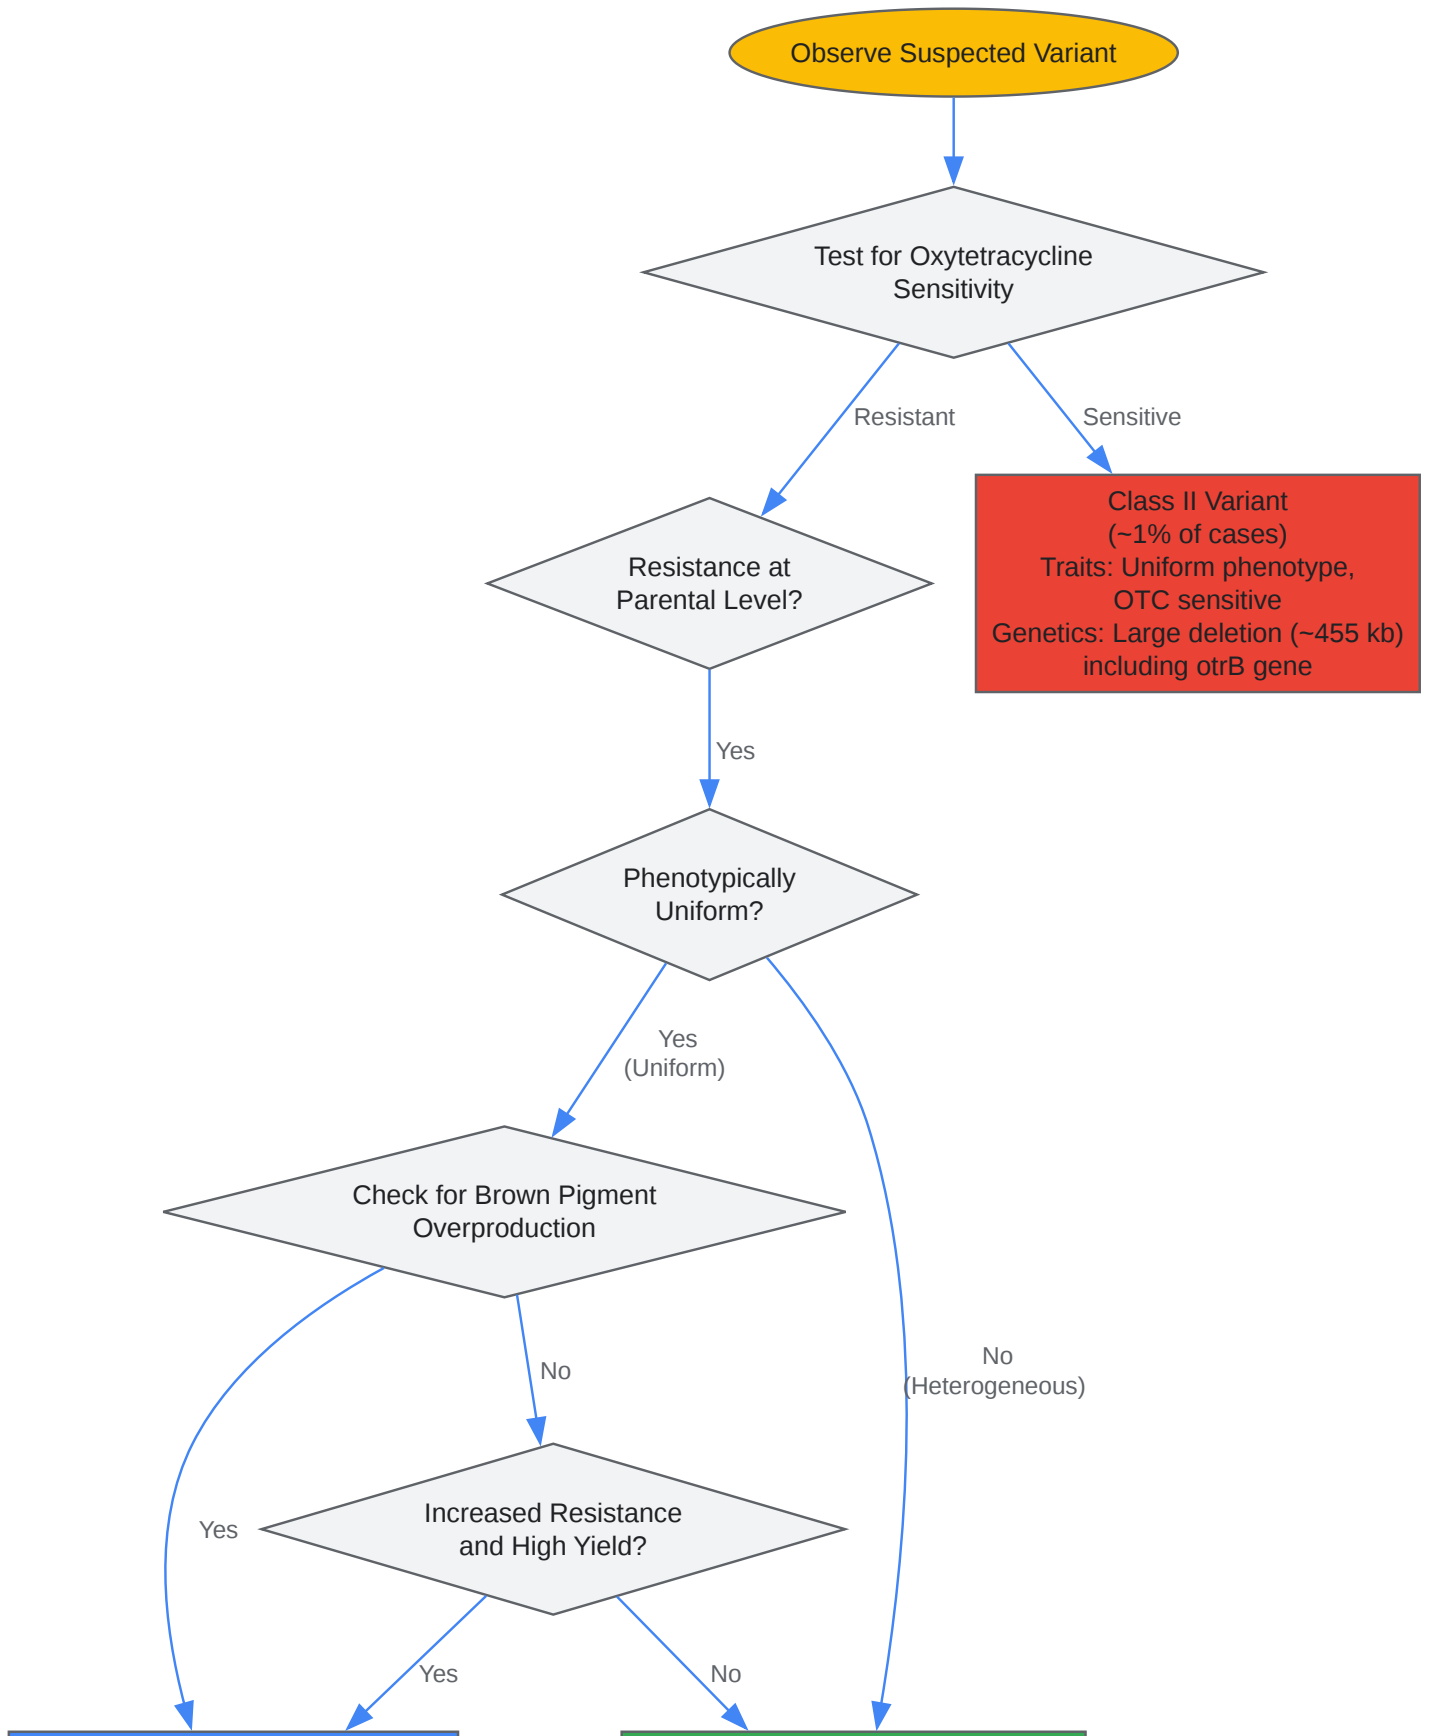 Observe Suspected Variant
Test for Oxytetracycline
Sensitivity
Resistant
Sensitive
Class II Variant
(~1% of cases)
Traits: Uniform phenotype,
OTC sensitive
Genetics: Large deletion (~455 kb)
including otrB gene
Resistance at
Parental Level?
Yes
Phenotypically
Uniform?
Yes
(Uniform)
Check for Brown Pigment
Overproduction
No
(Heterogeneous)
No
Yes
Increased Resistance
and High Yield?
Yes
No